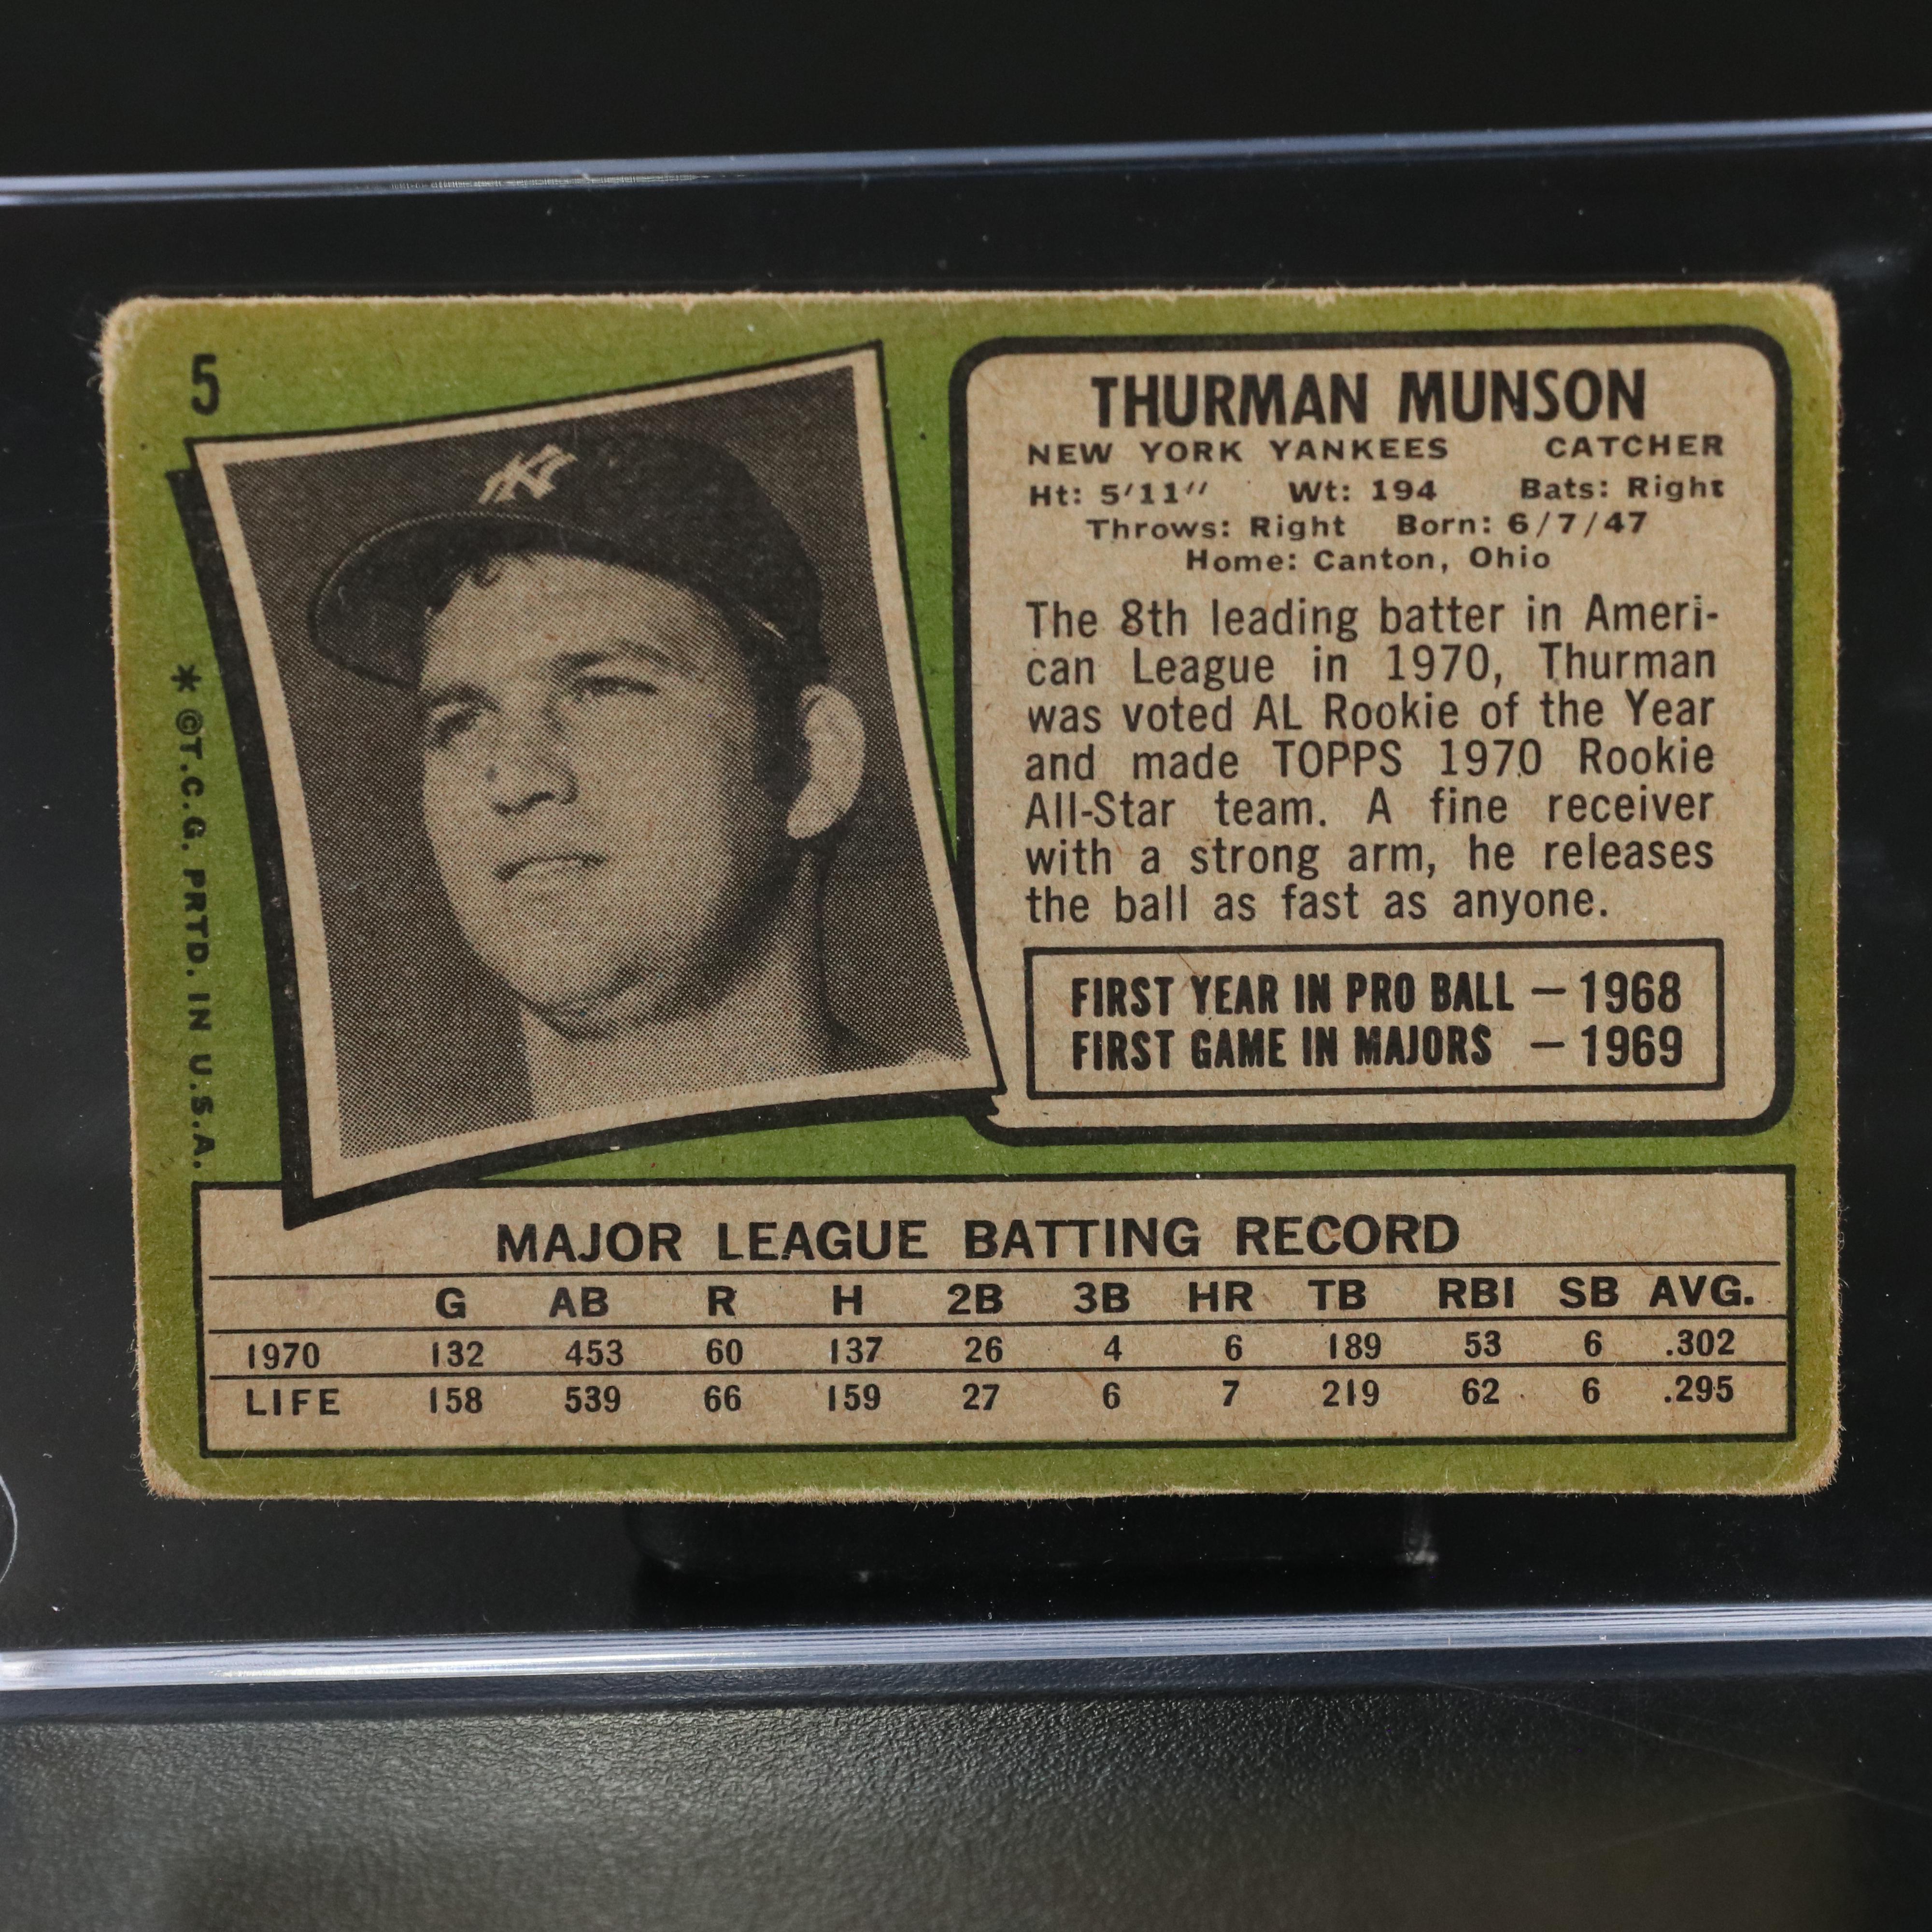 5
NY
THURMAN MUNSON
NEW YORK YANKEES CATCHER
Ht: 5'11" Wt: 194 Bats: Right
Throws: Right Born: 6/7/47
Home: Canton, Ohio
The 8th leading batter in Ameri-
can League in 1970, Thurman
was voted AL Rookie of the Year
and made TOPPS 1970 Rookie
All-Star team. A fine receiver
with a strong arm, he releases
the ball as fast as anyone.
FIRST YEAR IN PRO BALL — 1968
FIRST GAME IN MAJORS — 1969
* ©T.C.G. PRTD. IN U.S.A.
MAJOR LEAGUE BATTING RECORD
G AB R H 2B 3B HR TB RBI SB AVG.
1970 132 453 60 137 26 4 6 189 53 6 .302
LIFE 158 539 66 159 27 6 7 219 62 6 .295